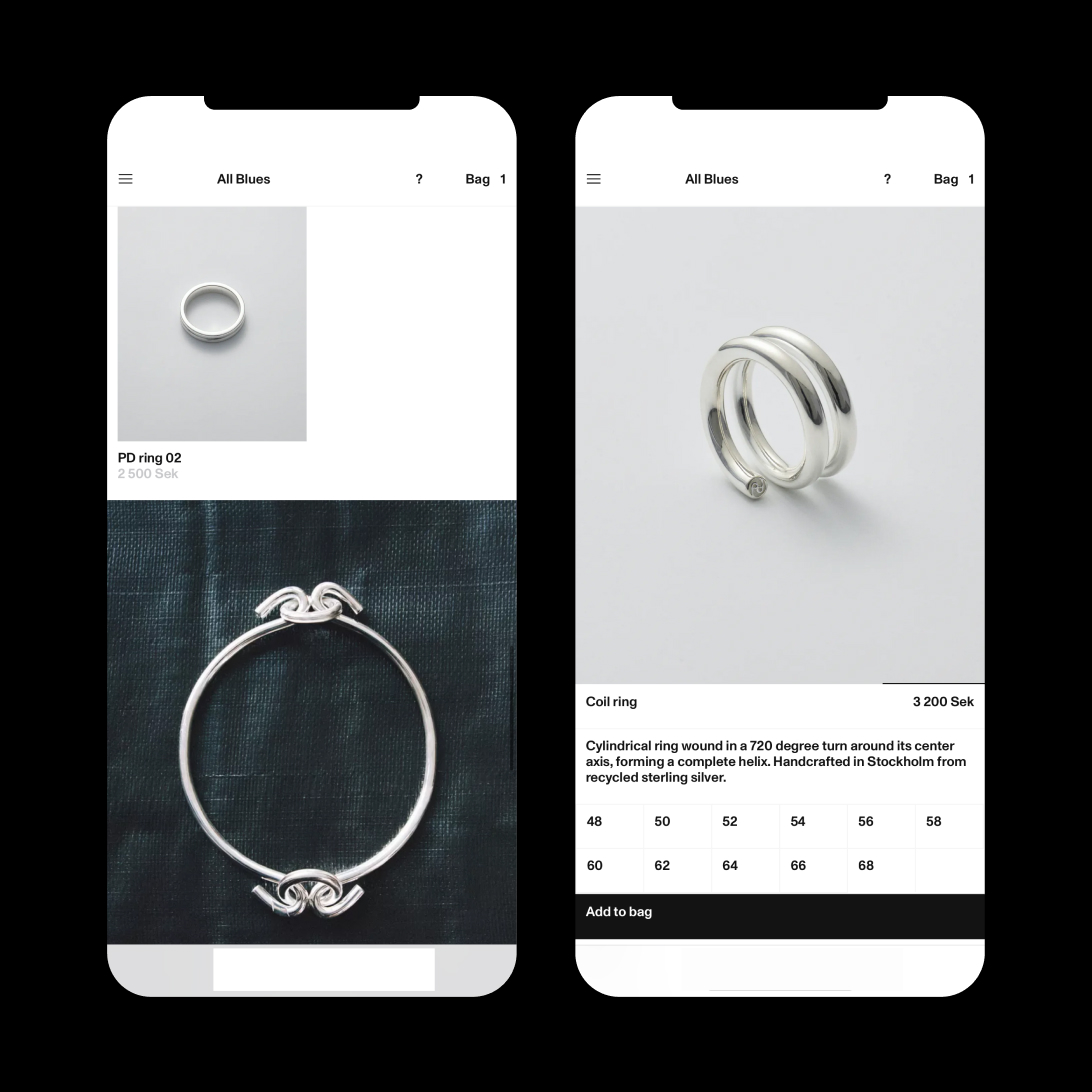 All Blues ? Bag 1
PD ring 02
2 500 Sek
All Blues ? Bag 1
Coil ring 3 200 Sek
Cylindrical ring wound in a 720 degree turn around its center
axis, forming a complete helix. Handcrafted in Stockholm from
recycled sterling silver.
48 50 52 54 56 58
60 62 64 66 68
Add to bag